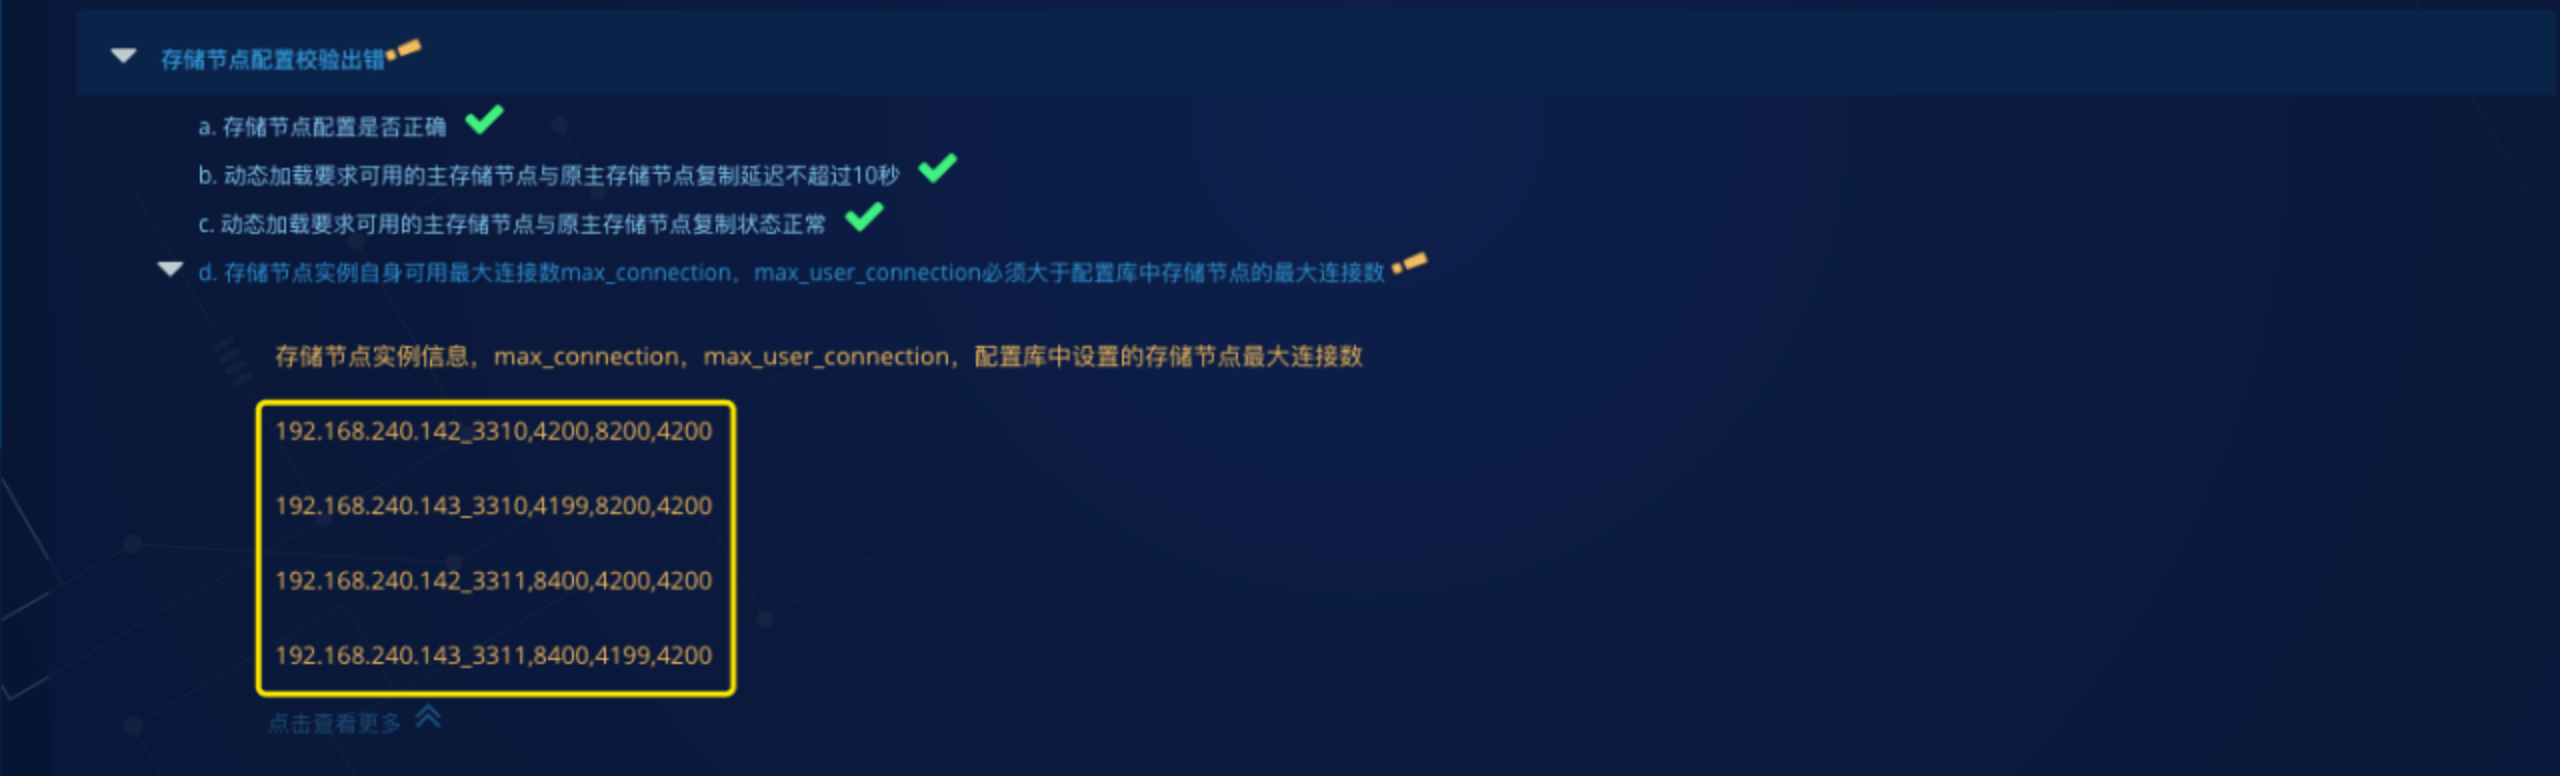 存储节点配置校验出错
a. 存储节点配置是否正确
b. 动态加载要求可用的主存储节点与原主存储节点复制延迟不超过10秒
c. 动态加载要求可用的主存储节点与原主存储节点复制状态正常
d. 存储节点实例自身可用最大连接数max_connection，max_user_connection必须大于配置库中存储节点的最大连接数
存储节点实例信息，max_connection，max_user_connection，配置库中设置的存储节点最大连接数
192.168.240.142_3310,4200,8200,4200
192.168.240.143_3310,4199,8200,4200
192.168.240.142_3311,8400,4200,4200
192.168.240.143_3311,8400,4199,4200
点击查看更多